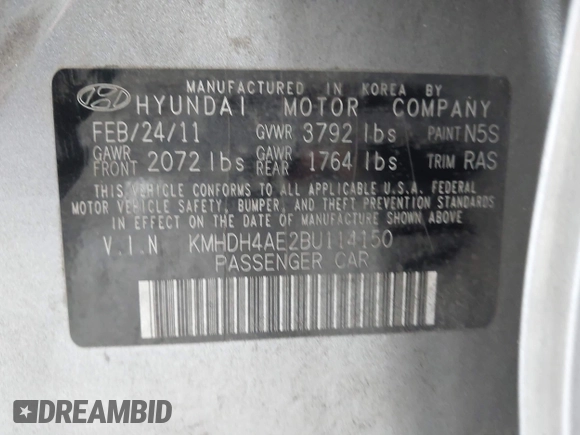 MANUFACTURED IN KOREA BY
HYUNDAI MOTOR COMPANY
FEB/24/11 GVWR 3792 lbs PAINT N5S
GAWR FRONT 2072 lbs GAWR REAR 1764 lbs TRIM RAS
THIS VEHICLE CONFORMS TO ALL APPLICABLE U.S.A. FEDERAL
MOTOR VEHICLE SAFETY, BUMPER, AND THEFT PREVENTION STANDARDS
IN EFFECT ON THE DATE OF MANUFACTURE SHOWN ABOVE.
V.I.N KMHDH4AE2BU114150
PASSENGER CAR
DREAMBID